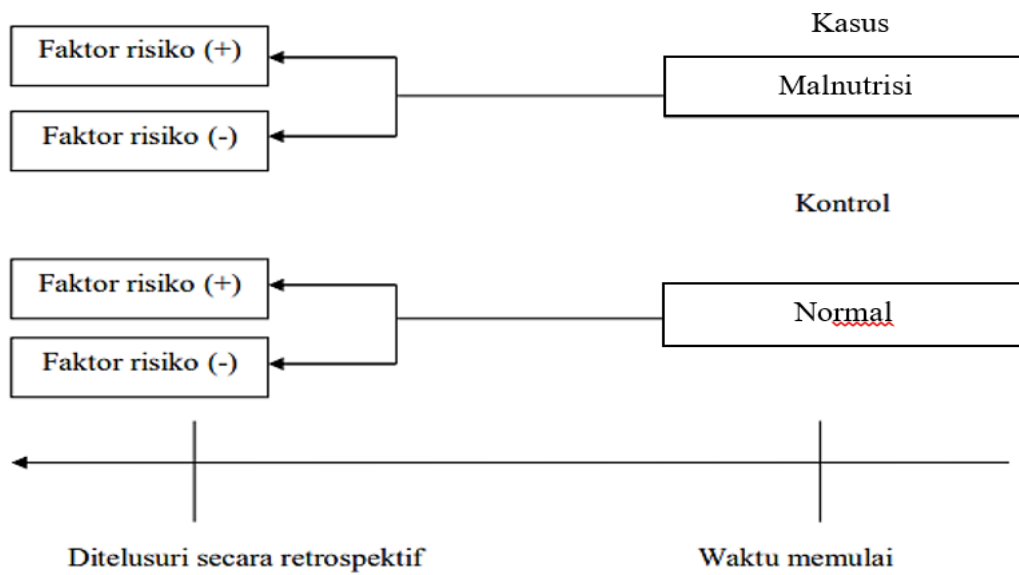 Kasus
Faktor risiko (+)
Malnutrisi
Faktor risiko (-)
Kontrol
Faktor risiko (+)
Normal
Faktor risiko (-)
Ditelusuri secara retrospektif
Waktu memulai